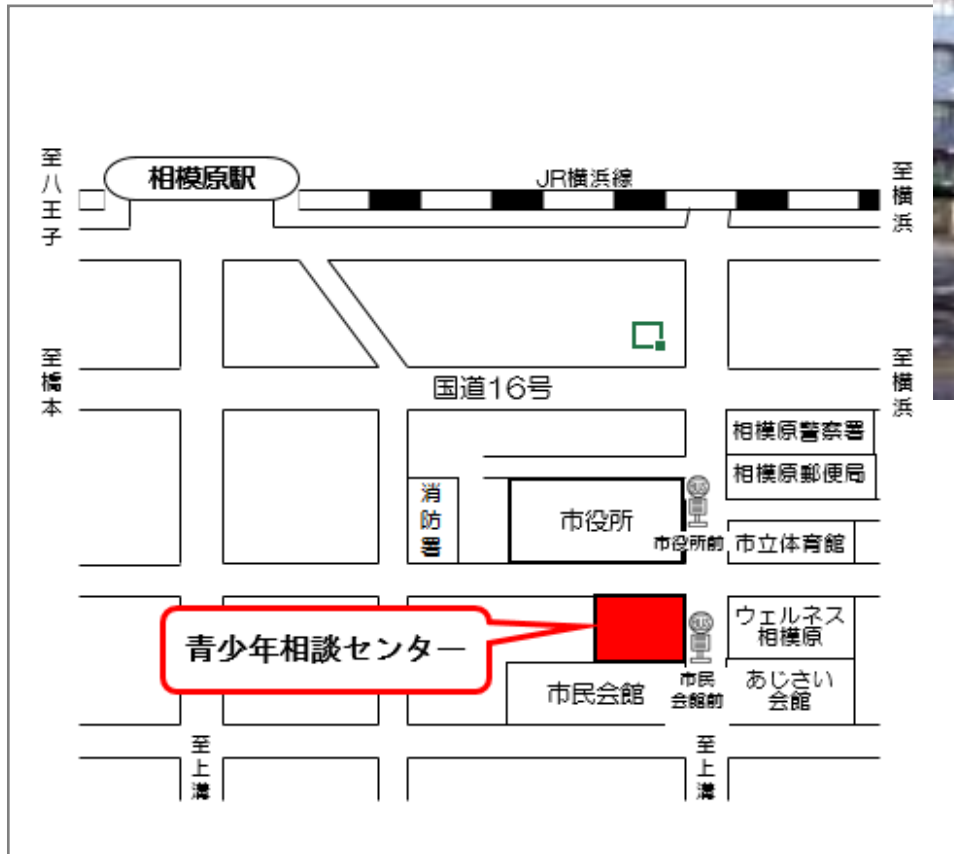 相模原駅
JR横浜線
至八王子
至横浜
至橋本
国道16号
至横浜
相模原警察署
相模原郵便局
消防署
市役所
BUS
市役所前
市立体育館
青少年相談センター
BUS
ウェルネス
相模原
市民会館
市民
会館前
あじさい
会館
至上溝
至上溝